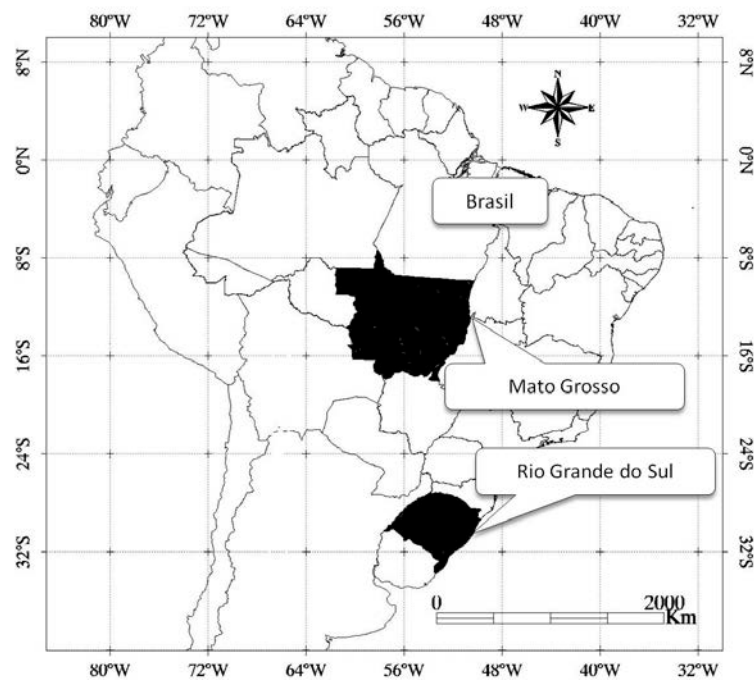 80°W 72°W 64°W 56°W 48°W 40°W 32°W
8°N 8°N
N
W E
S
0°N 0°N
Brasil
8°S 8°S
16°S 16°S
Mato Grosso
24°S 24°S
Rio Grande do Sul
32°S 32°S
0 2000
Km
80°W 72°W 64°W 56°W 48°W 40°W 32°W